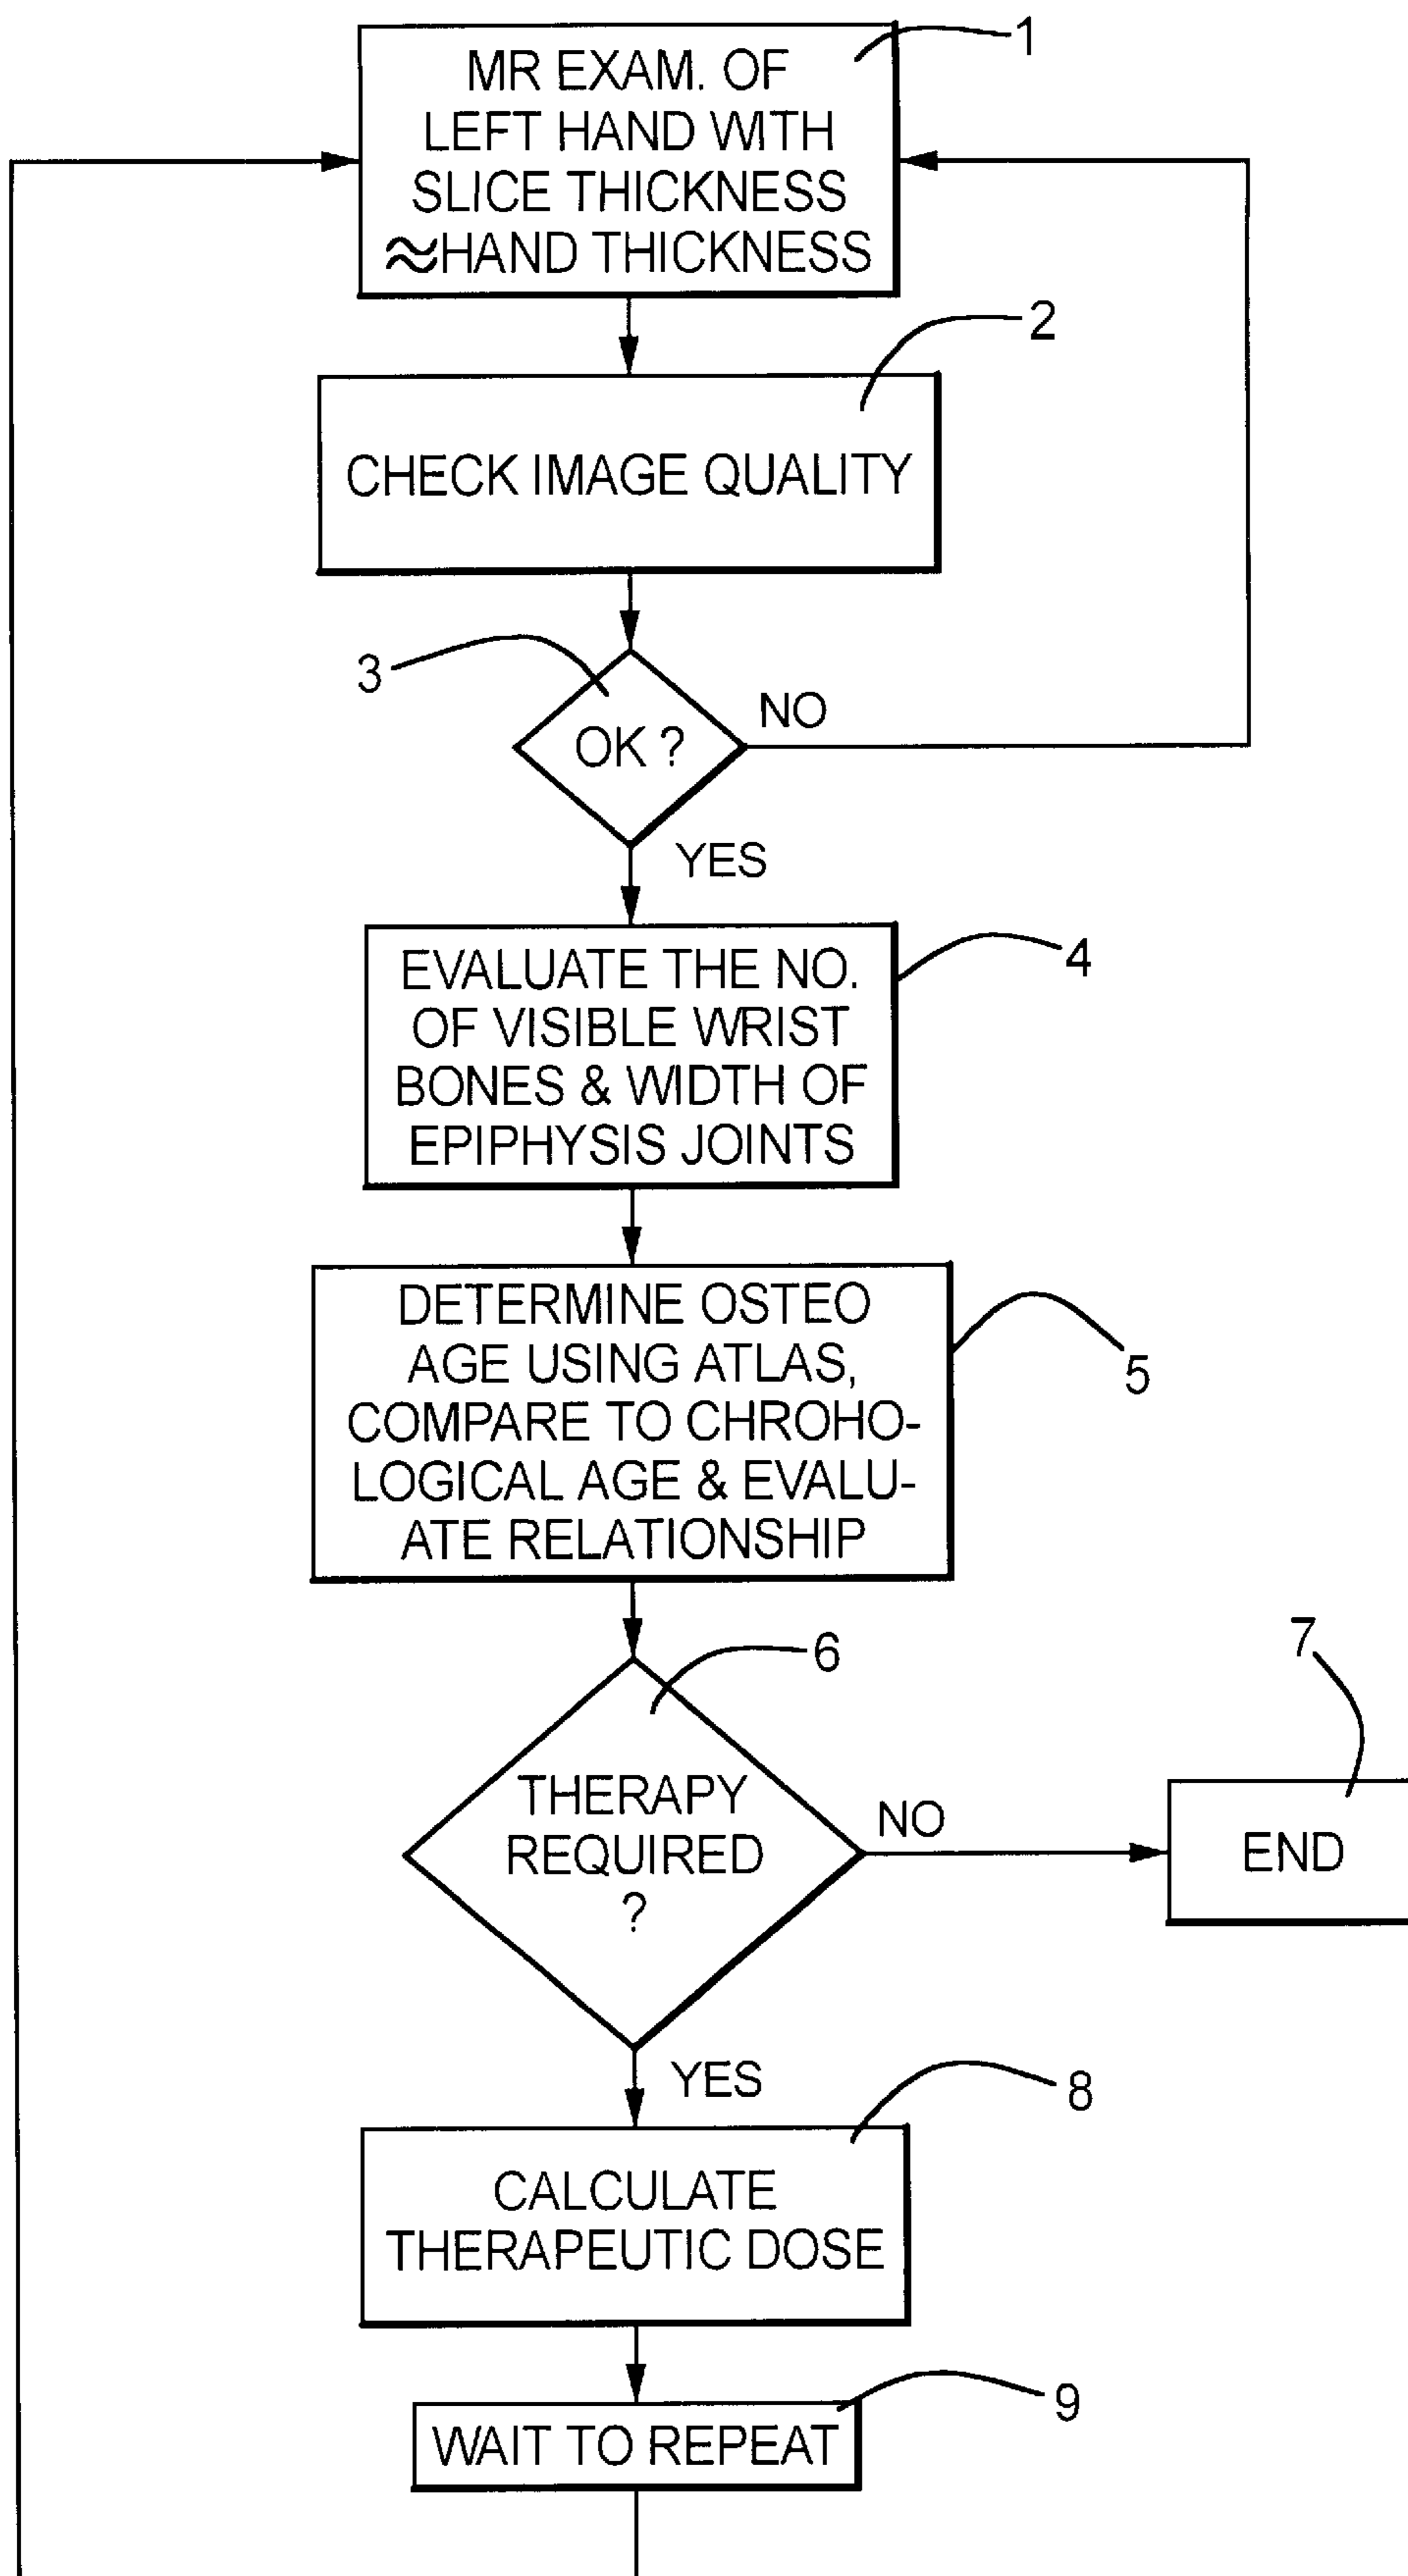 1
MR EXAM. OF
LEFT HAND WITH
SLICE THICKNESS
≈HAND THICKNESS
2
CHECK IMAGE QUALITY
3
OK ?
NO
YES
4
EVALUATE THE NO.
OF VISIBLE WRIST
BONES & WIDTH OF
EPIPHYSIS JOINTS
DETERMINE OSTEO
AGE USING ATLAS,
5
COMPARE TO CHROHO-
LOGICAL AGE & EVALU-
ATE RELATIONSHIP
6
7
THERAPY
REQUIRED
?
NO
END
YES
8
CALCULATE
THERAPEUTIC DOSE
9
WAIT TO REPEAT